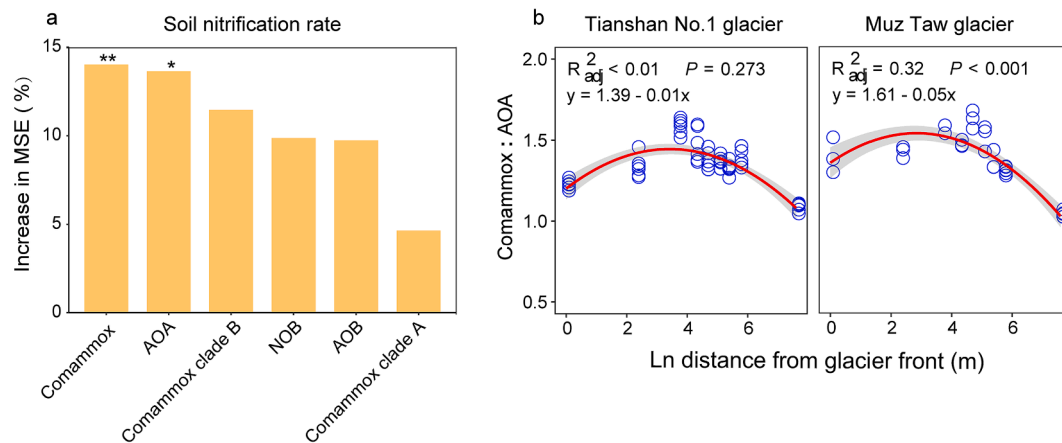 a
Soil nitrification rate
Increase in MSE (%)
15
10
5
0
**
*
Comammox
AOA
Comammox clade B
NOB
AOB
Comammox clade A
b
Tianshan No.1 glacier
Muz Taw glacier
Comammox : AOA
2.0
1.5
1.0
0.5
R²adj < 0.01 P = 0.273
y = 1.39 - 0.01x
R²adj = 0.32 P < 0.001
y = 1.61 - 0.05x
0 2 4 6
0 2 4 6
Ln distance from glacier front (m)